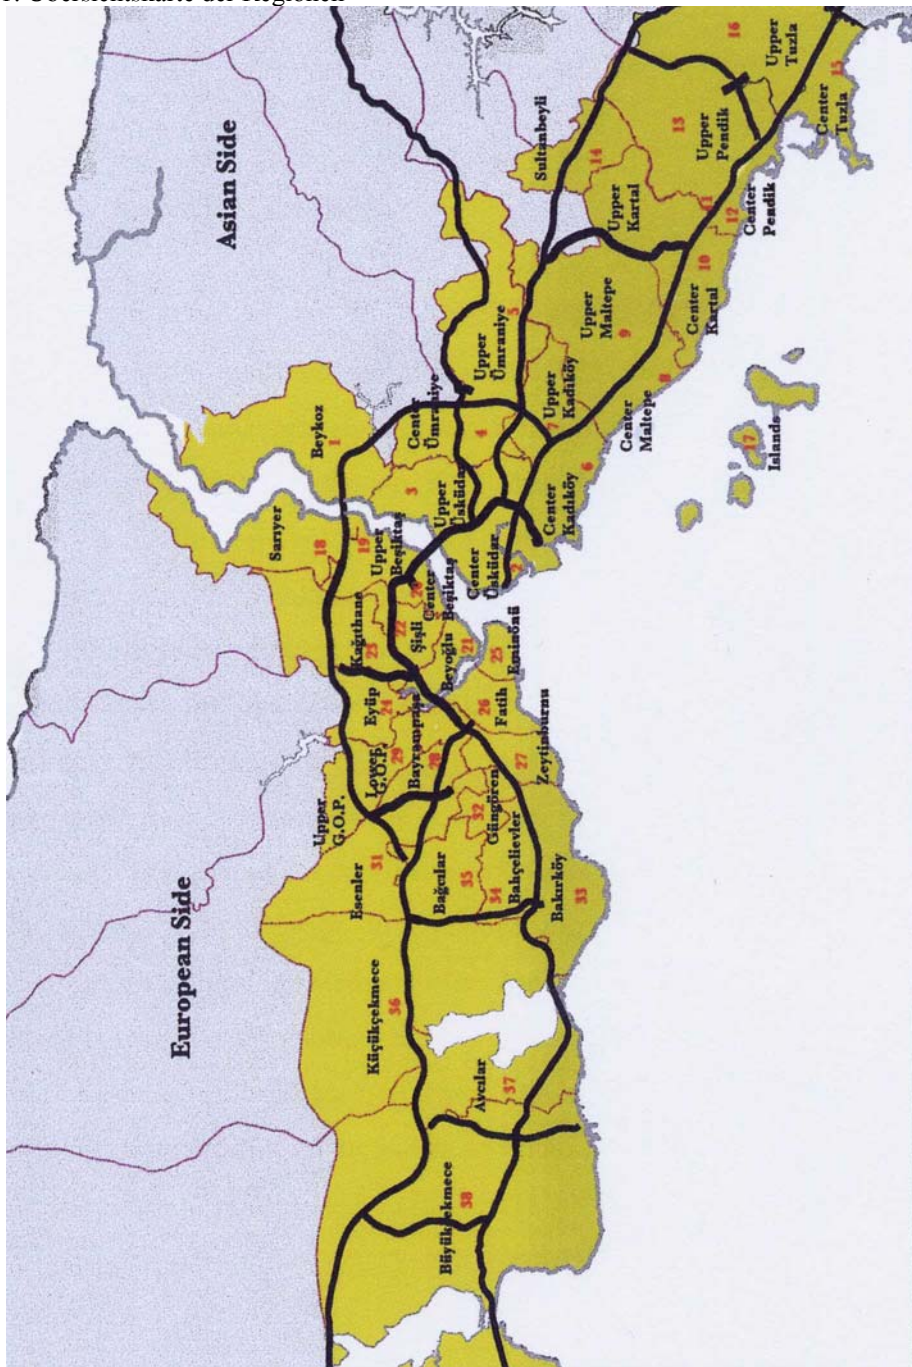 1. Übersichtskarte der Regionen
European Side
Asian Side
Büyükçekmece
38
Küçükçekmece
36
Avcılar
37
Esenler
31
Bağcılar
35
34
Bahçelievler
Bakırköy
33
Güngören
32
Upper
G.O.P.
Lower
G.O.P.
29
Bayrampaşa
28
Zeytinburnu
27
Eyüp
24
Fatih
26
Eminönü
25
Kağıthane
23
Şişli
22
Beyoğlu
21
Sarıyer
18
19
Upper
Beşiktaş
20
Center
Beşiktaş
Beykoz
1
3
Upper
Üsküdar
Center
Üsküdar
2
Center
Ümraniye
4
Upper
Ümraniye
5
Center
Kadıköy
6
Upper
Kadıköy
7
Center
Maltepe
8
Upper
Maltepe
9
Center
Kartal
10
Upper
Kartal
11
Sultanbeyli
14
12
Center
Pendik
13
Upper
Pendik
Center
Tuzla
15
16
Upper
Tuzla
17
Islands